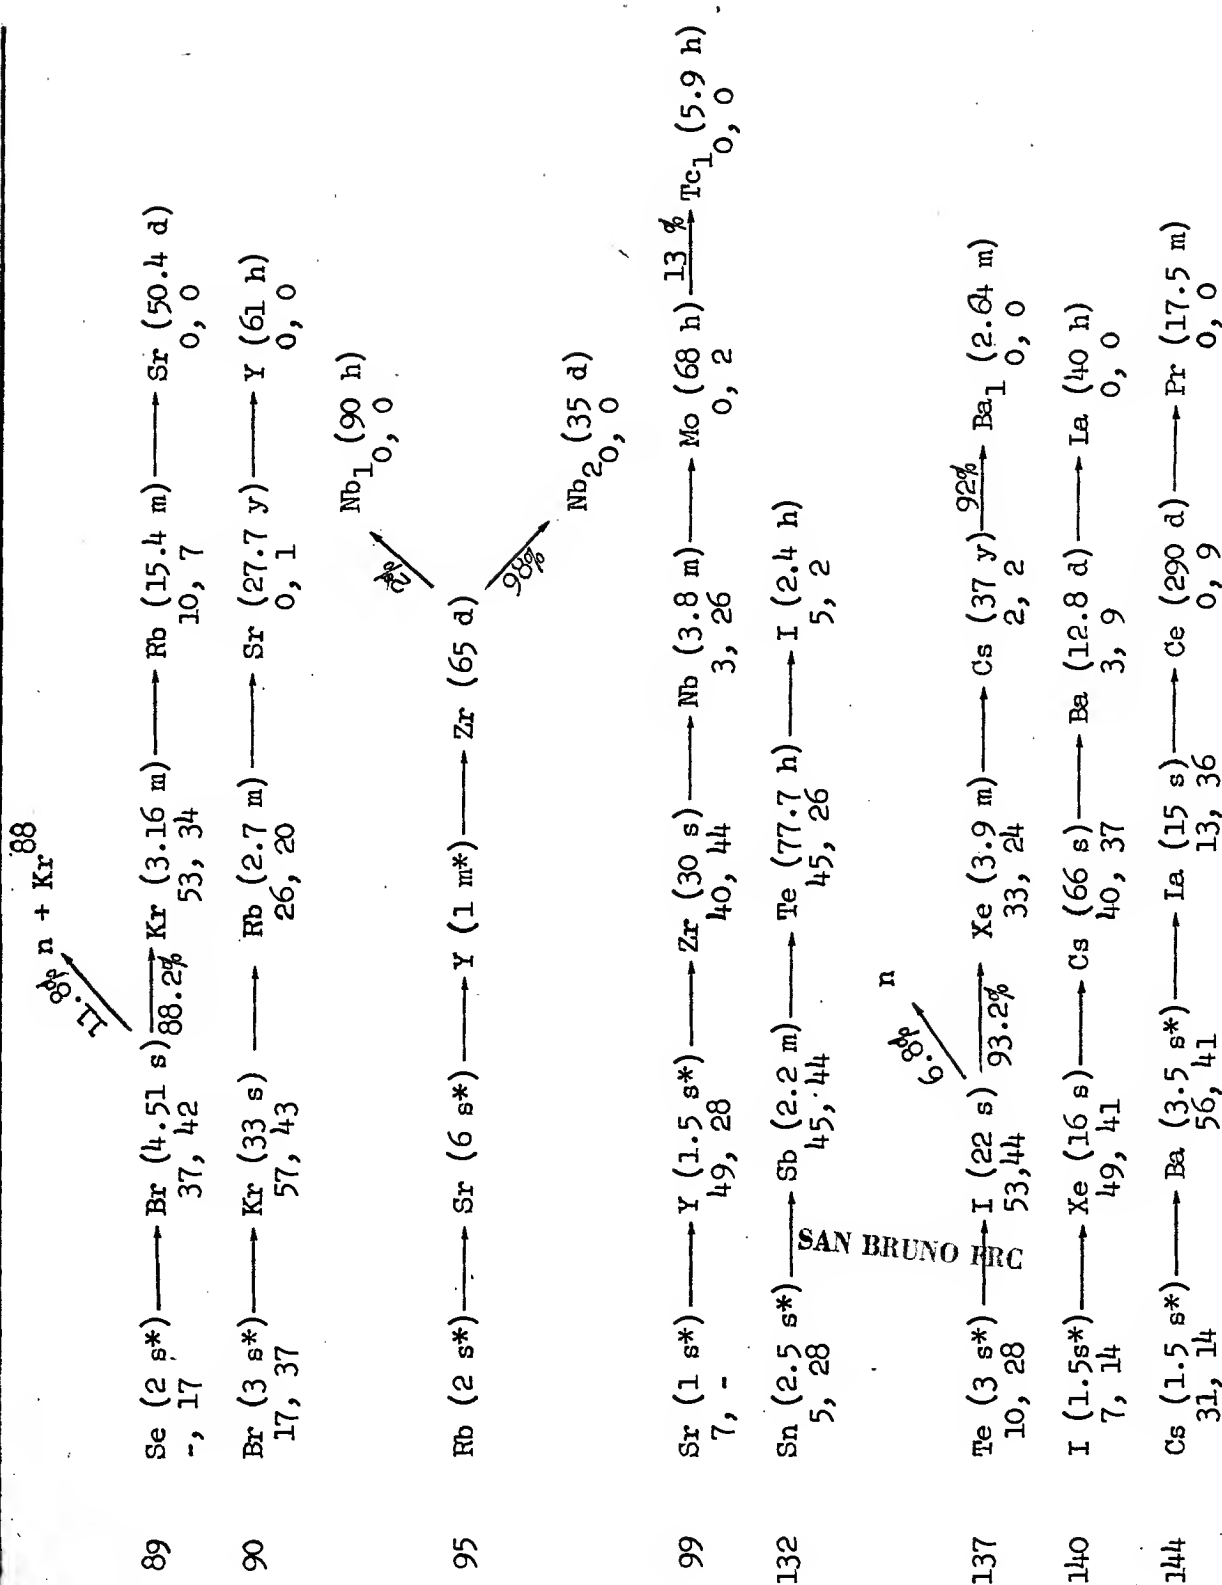 11.8% n + Kr88
89 Se (2 s*) → Br (4.51 s) 88.2% → Kr (3.16 m) → Rb (15.4 m) → Sr (50.4 d)
-, 17 37, 42 53, 34 10, 7 0, 0
90 Br (3 s*) → Kr (33 s) → Rb (2.7 m) → Sr (27.7 y) → Y (61 h)
17, 37 57, 43 26, 20 0, 1 0, 0
2% Nb1 (90 h)
0, 0
95 Rb (2 s*) → Sr (6 s*) → Y (1 m*) → Zr (65 d)
98% Nb2 (35 d)
0, 0
99 Sr (1 s*) → Y (1.5 s*) → Zr (30 s) → Nb (3.8 m) → Mo (68 h) 13 % → Tc1 (5.9 h)
7, - 49, 28 40, 44 3, 26 0, 2 0, 0
132 Sn (2.5 s*) → Sb (2.2 m) → Te (77.7 h) → I (2.4 h)
5, 28 45, 44 45, 26 5, 2
SAN BRUNO FRC
6.8% n
137 Te (3 s*) → I (22 s) 93.2% → Xe (3.9 m) → Cs (37 y) 92% → Ba1 (2.64 m)
10, 28 53,44 33, 24 2, 2 0, 0
140 I (1.5s*) → Xe (16 s) → Cs (66 s) → Ba (12.8 d) → La (40 h)
7, 14 49, 41 40, 37 3, 9 0, 0
144 Cs (1.5 s*) → Ba (3.5 s*) → La (15 s) → Ce (290 d) → Pr (17.5 m)
31, 14 56, 41 13, 36 0, 9 0, 0